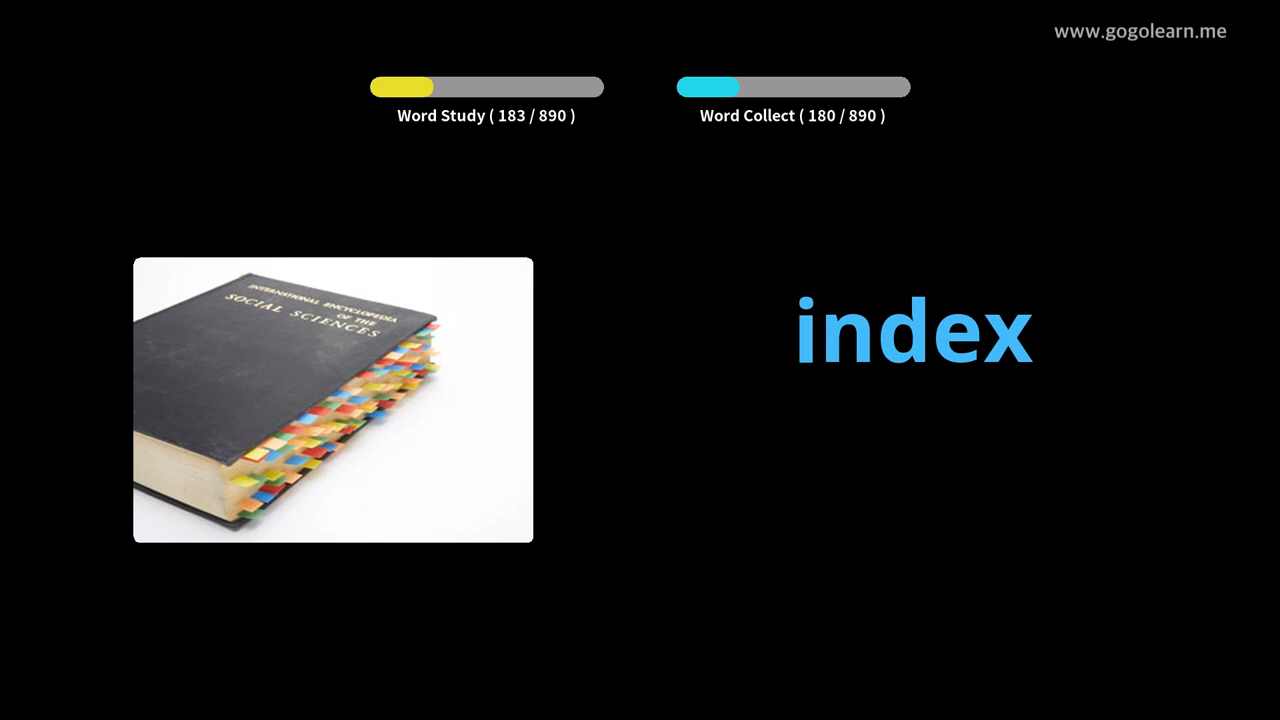 www.gogolearn.me
Word Study ( 183 / 890 )
Word Collect ( 180 / 890 )
INTERNATIONAL ENCYCLOPEDIA
OF THE
SOCIAL SCIENCES
index